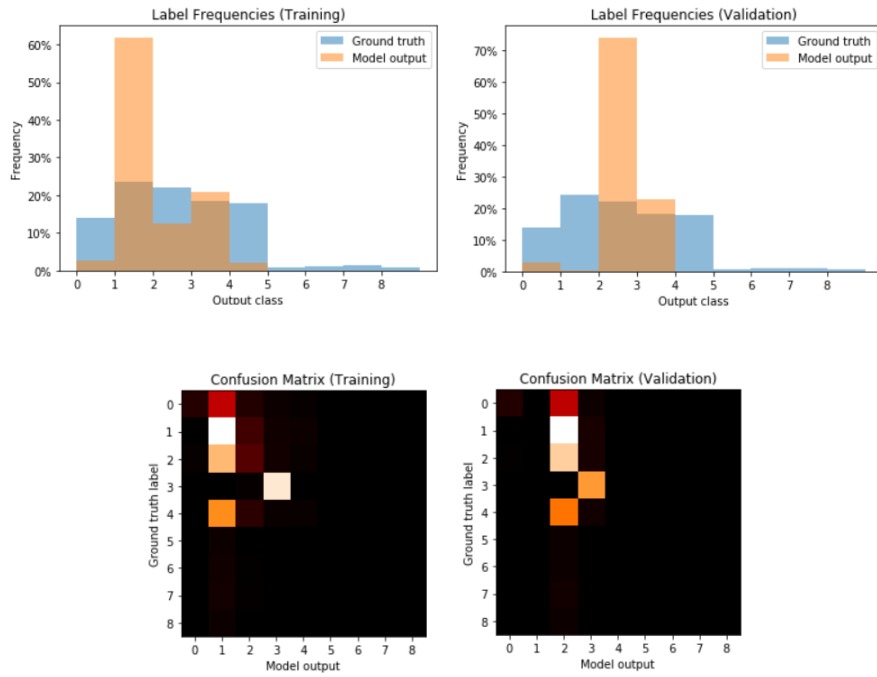 Label Frequencies (Training)
60%
50%
40%
30%
20%
10%
0%
Frequency
Ground truth
Model output
0 1 2 3 4 5 6 7 8
Output class
Label Frequencies (Validation)
70%
60%
50%
40%
30%
20%
10%
0%
Frequency
Ground truth
Model output
0 1 2 3 4 5 6 7 8
Output class
Confusion Matrix (Training)
Ground truth label
0
1
2
3
4
5
6
7
8
0 1 2 3 4 5 6 7 8
Model output
Confusion Matrix (Validation)
Ground truth label
0
1
2
3
4
5
6
7
8
0 1 2 3 4 5 6 7 8
Model output